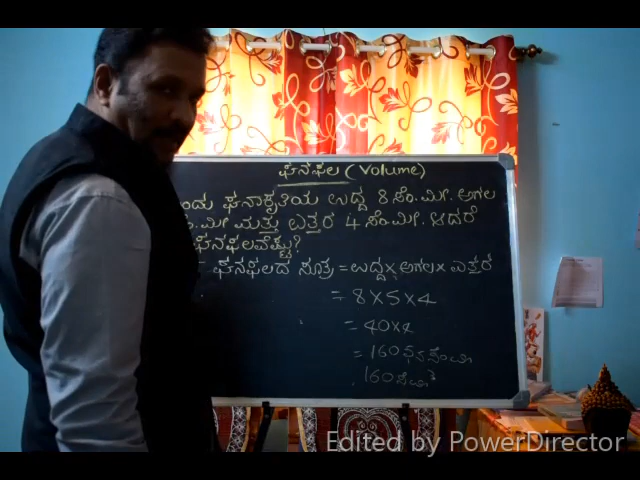 ಘನಫಲ (Volume)
ಘನಾಕೃತಿಯ ಉದ್ದ 8 ಸೆಂ.ಮೀ. ಅಗಲ
ಮೀ ಮತ್ತು ಎತ್ತರ 4 ಸೆಂ.ಮೀ. ಆದರೆ
ಘನಫಲವೆಷ್ಟು?
ಘನಫಲದ ಸೂತ್ರ = ಉದ್ದ x ಅಗಲ x ಎತ್ತರ
= 8 X 5 X 4
= 40 x 4
= 160
160 ಸೆಂಮೀ³
Edited by PowerDirector